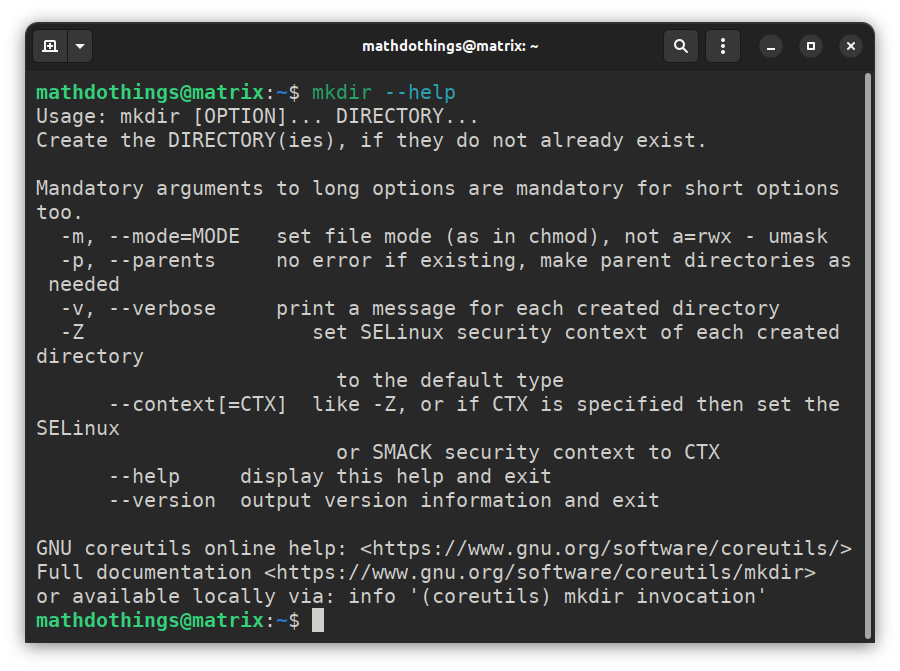 mathdothings@matrix: ~
mathdothings@matrix:~$ mkdir --help
Usage: mkdir [OPTION]... DIRECTORY...
Create the DIRECTORY(ies), if they do not already exist.
Mandatory arguments to long options are mandatory for short options
too.
  -m, --mode=MODE   set file mode (as in chmod), not a=rwx - umask
  -p, --parents     no error if existing, make parent directories as
 needed
  -v, --verbose     print a message for each created directory
  -Z                   set SELinux security context of each created
directory
                         to the default type
      --context[=CTX]  like -Z, or if CTX is specified then set the
SELinux
                         or SMACK security context to CTX
      --help     display this help and exit
      --version  output version information and exit
GNU coreutils online help: <https://www.gnu.org/software/coreutils/>
Full documentation <https://www.gnu.org/software/coreutils/mkdir>
or available locally via: info '(coreutils) mkdir invocation'
mathdothings@matrix:~$